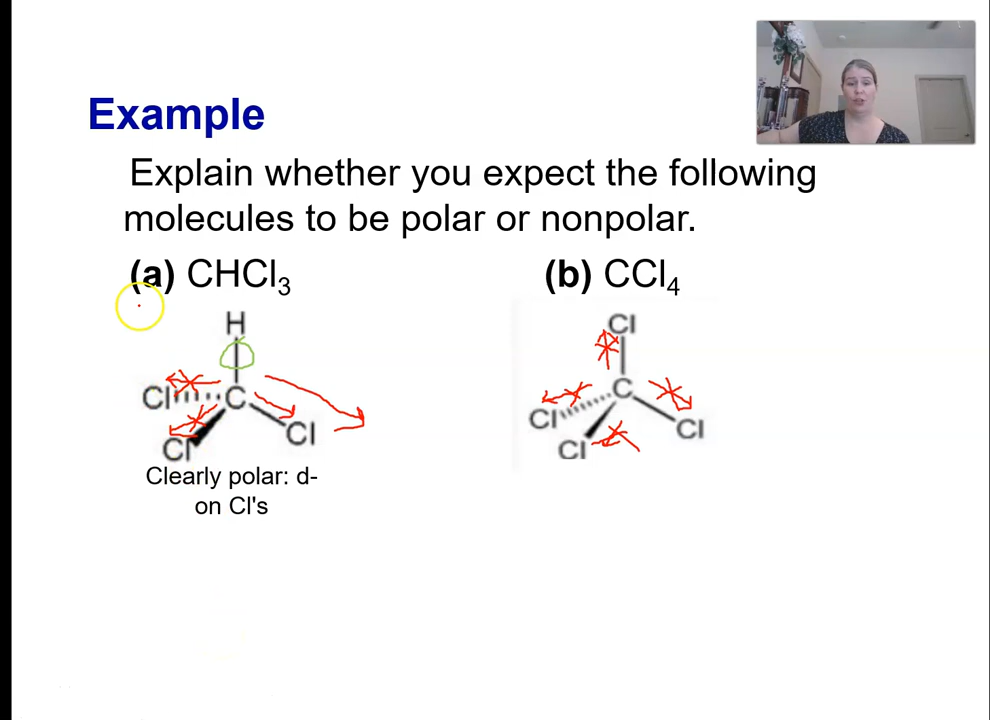 Example
Explain whether you expect the following
molecules to be polar or nonpolar.
(a) CHCl3
(b) CCl4
H
Cl
C
Cl
Cl
Cl
C
Cl
Cl
Cl
Clearly polar: d-
on Cl's